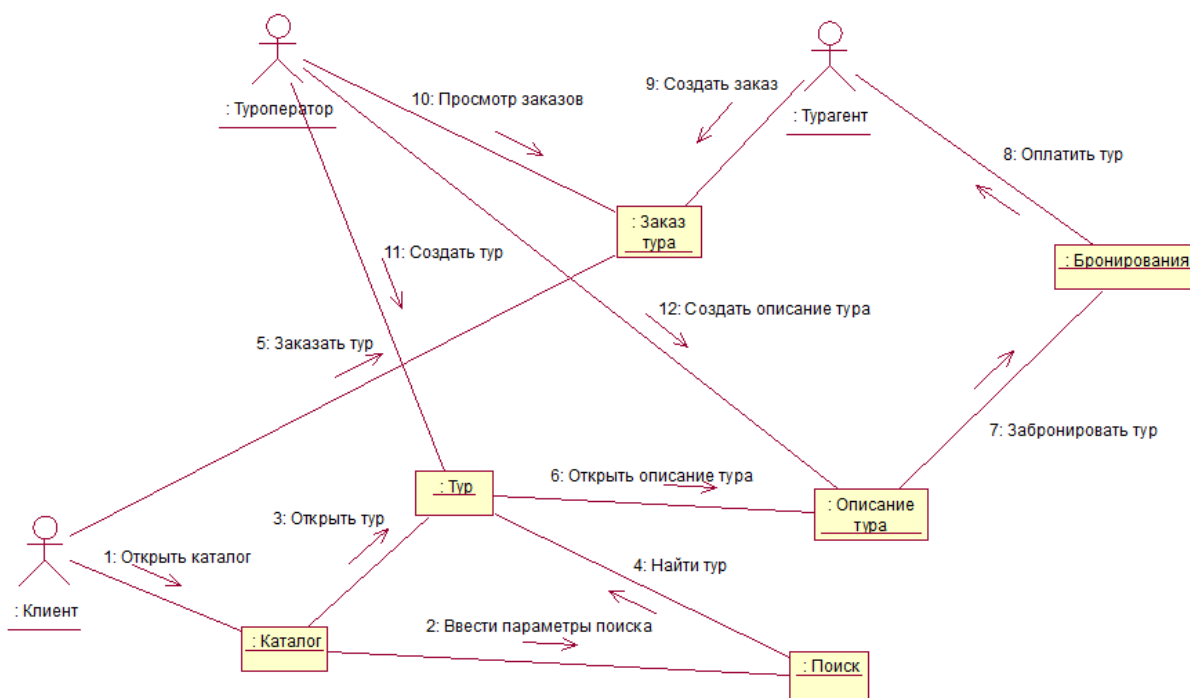 : Туроператор
10: Просмотр заказов
9: Создать заказ
: Турагент
8: Оплатить тур
: Заказ
тура
: Бронирования
11: Создать тур
12: Создать описание тура
5: Заказать тур
7: Забронировать тур
: Тур
6: Открыть описание тура
: Описание
тура
3: Открыть тур
1: Открыть каталог
4: Найти тур
: Клиент
: Каталог
2: Ввести параметры поиска
: Поиск